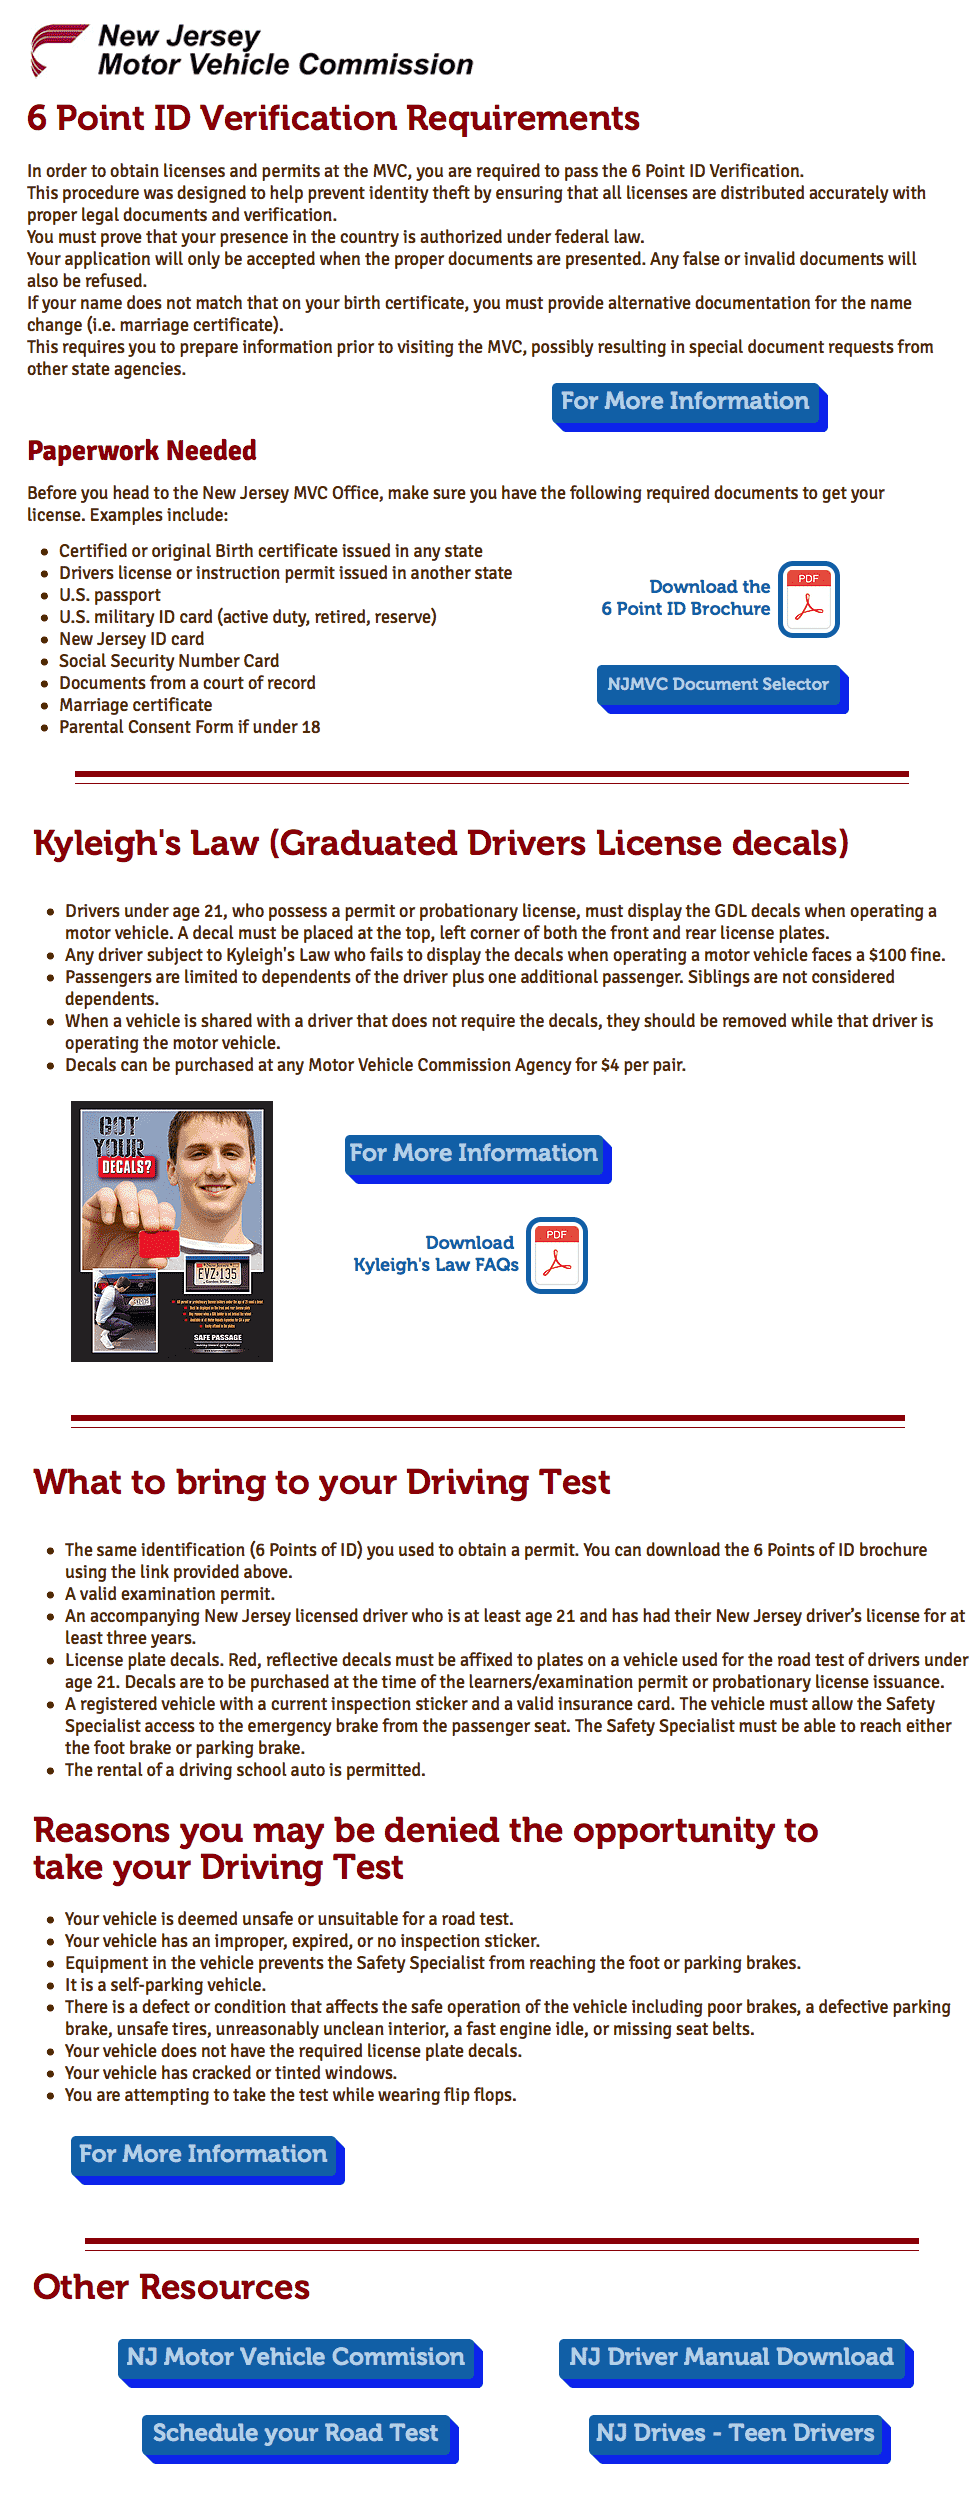 New Jersey
Motor Vehicle Commission
6 Point ID Verification Requirements
In order to obtain licenses and permits at the MVC, you are required to pass the 6 Point ID Verification.
This procedure was designed to help prevent identity theft by ensuring that all licenses are distributed accurately with
proper legal documents and verification.
You must prove that your presence in the country is authorized under federal law.
Your application will only be accepted when the proper documents are presented. Any false or invalid documents will
also be refused.
If your name does not match that on your birth certificate, you must provide alternative documentation for the name
change (i.e. marriage certificate).
This requires you to prepare information prior to visiting the MVC, possibly resulting in special document requests from
other state agencies.
For More Information
Paperwork Needed
Before you head to the New Jersey MVC Office, make sure you have the following required documents to get your
license. Examples include:
• Certified or original Birth certificate issued in any state
• Drivers license or instruction permit issued in another state
• U.S. passport
• U.S. military ID card (active duty, retired, reserve)
• New Jersey ID card
• Social Security Number Card
• Documents from a court of record
• Marriage certificate
• Parental Consent Form if under 18
Download the
6 Point ID Brochure
PDF
NJMVC Document Selector
Kyleigh's Law (Graduated Drivers License decals)
• Drivers under age 21, who possess a permit or probationary license, must display the GDL decals when operating a
motor vehicle. A decal must be placed at the top, left corner of both the front and rear license plates.
• Any driver subject to Kyleigh's Law who fails to display the decals when operating a motor vehicle faces a $100 fine.
• Passengers are limited to dependents of the driver plus one additional passenger. Siblings are not considered
dependents.
• When a vehicle is shared with a driver that does not require the decals, they should be removed while that driver is
operating the motor vehicle.
• Decals can be purchased at any Motor Vehicle Commission Agency for $4 per pair.
GOT
YOUR
DECALS?
EVZ•135
SAFE PASSAGE
For More Information
Download
Kyleigh's Law FAQs
PDF
What to bring to your Driving Test
• The same identification (6 Points of ID) you used to obtain a permit. You can download the 6 Points of ID brochure
using the link provided above.
• A valid examination permit.
• An accompanying New Jersey licensed driver who is at least age 21 and has had their New Jersey driver’s license for at
least three years.
• License plate decals. Red, reflective decals must be affixed to plates on a vehicle used for the road test of drivers under
age 21. Decals are to be purchased at the time of the learners/examination permit or probationary license issuance.
• A registered vehicle with a current inspection sticker and a valid insurance card. The vehicle must allow the Safety
Specialist access to the emergency brake from the passenger seat. The Safety Specialist must be able to reach either
the foot brake or parking brake.
• The rental of a driving school auto is permitted.
Reasons you may be denied the opportunity to
take your Driving Test
• Your vehicle is deemed unsafe or unsuitable for a road test.
• Your vehicle has an improper, expired, or no inspection sticker.
• Equipment in the vehicle prevents the Safety Specialist from reaching the foot or parking brakes.
• It is a self-parking vehicle.
• There is a defect or condition that affects the safe operation of the vehicle including poor brakes, a defective parking
brake, unsafe tires, unreasonably unclean interior, a fast engine idle, or missing seat belts.
• Your vehicle does not have the required license plate decals.
• Your vehicle has cracked or tinted windows.
• You are attempting to take the test while wearing flip flops.
For More Information
Other Resources
NJ Motor Vehicle Commision
NJ Driver Manual Download
Schedule your Road Test
NJ Drives - Teen Drivers